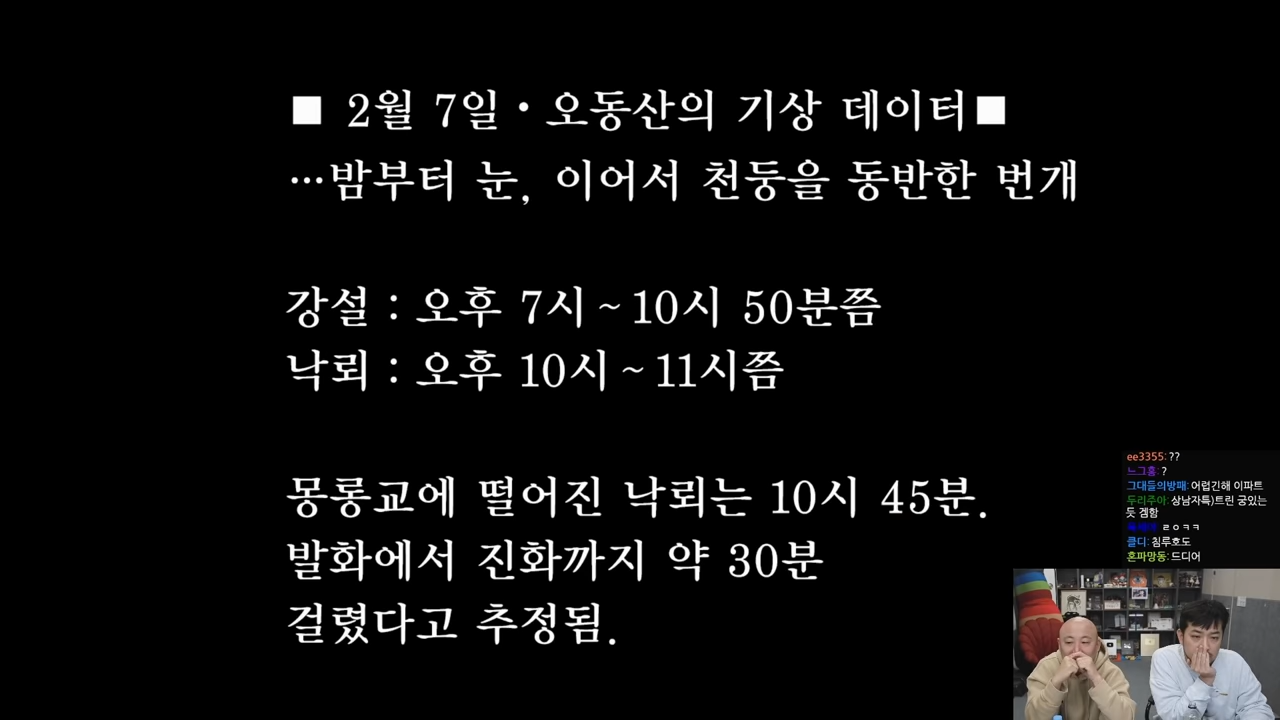 ■ 2월 7일・오동산의 기상 데이터■
…밤부터 눈, 이어서 천둥을 동반한 번개
강설 : 오후 7시 ~ 10시 50분쯤
낙뢰 : 오후 10시 ~ 11시쯤
몽롱교에 떨어진 낙뢰는 10시 45분.
발화에서 진화까지 약 30분
걸렸다고 추정됨.
ee3355: ??
느그홈: ?
그대들의방패: 어렵긴해 이파트
두리주아: 상남자특)트린 궁있는
듯 겜함
ㄹㅇㅋㅋ
클디: 침루호도
혼파망동: 드디어